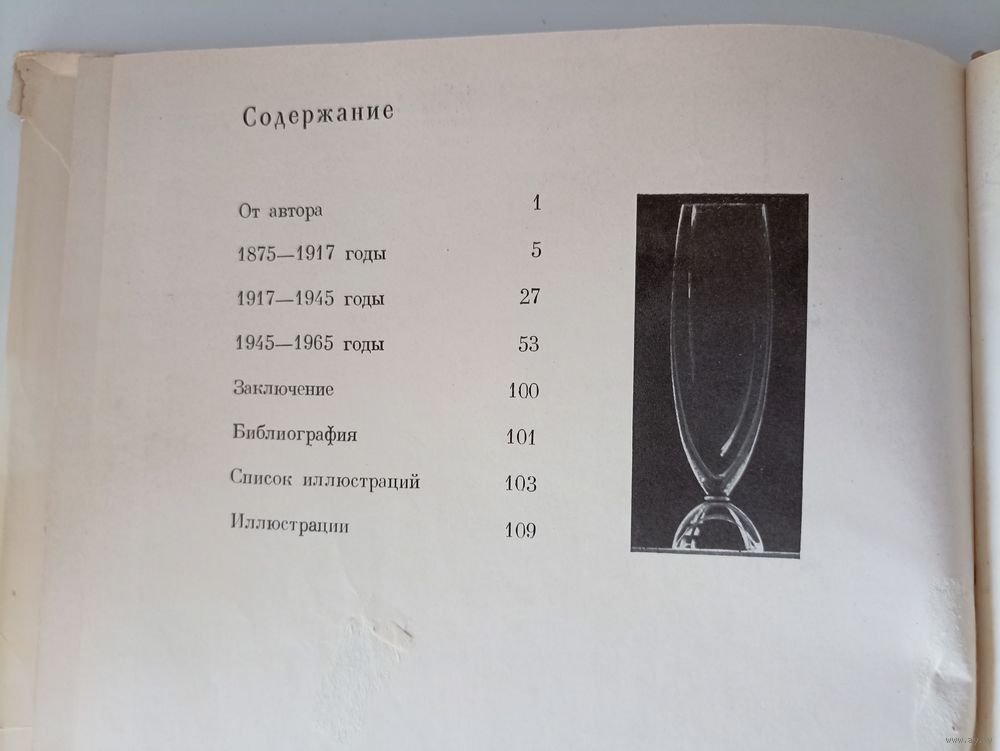 Содержание
От автора 1
1875—1917 годы 5
1917—1945 годы 27
1945—1965 годы 53
Заключение 100
Библиография 101
Список иллюстраций 103
Иллюстрации 109